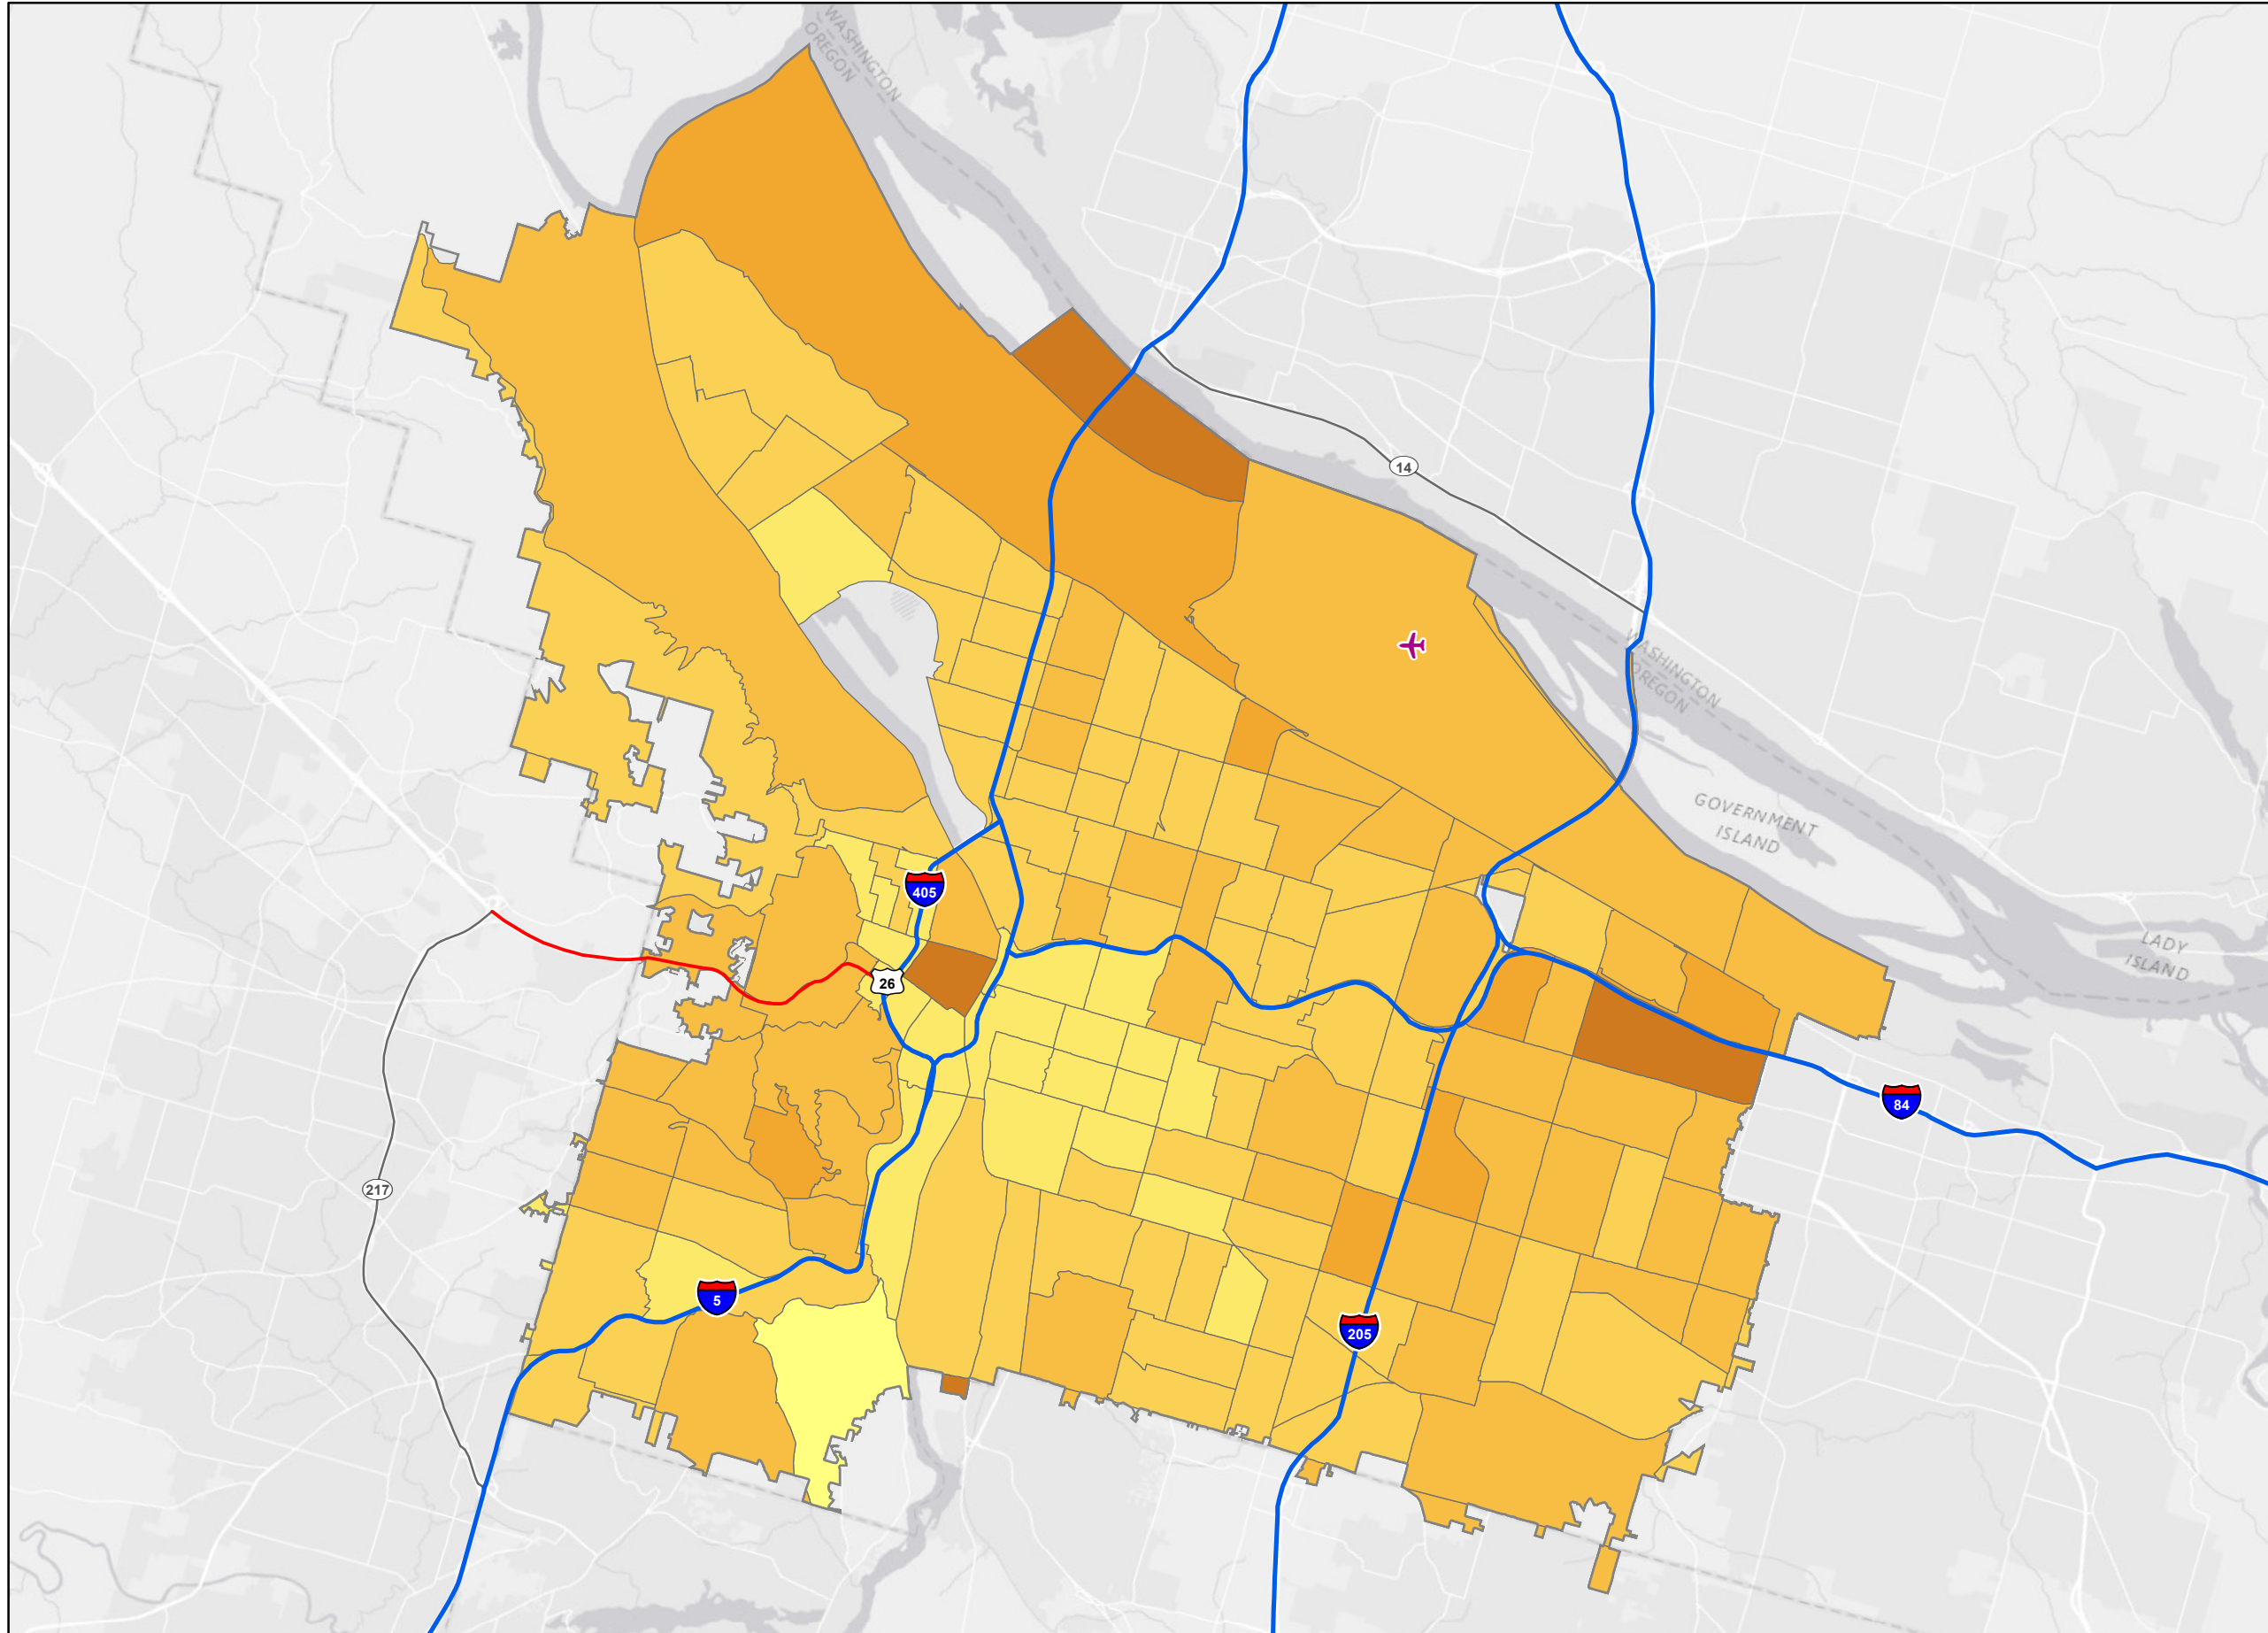 WASHINGTON
OREGON
14
WASHINGTON
OREGON
GOVERNMENT
ISLAND
405
LADY
ISLAND
26
84
217
5
205